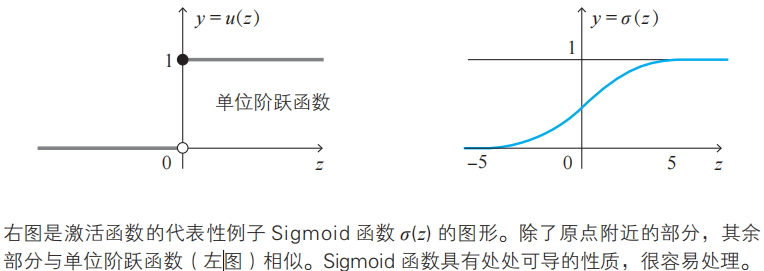 y = u(z)
1
单位阶跃函数
0
z
y = σ(z)
1
−5
0
5
z
右图是激活函数的代表性例子 Sigmoid 函数 σ(z) 的图形。除了原点附近的部分，其余
部分与单位阶跃函数（左图）相似。Sigmoid 函数具有处处可导的性质，很容易处理。